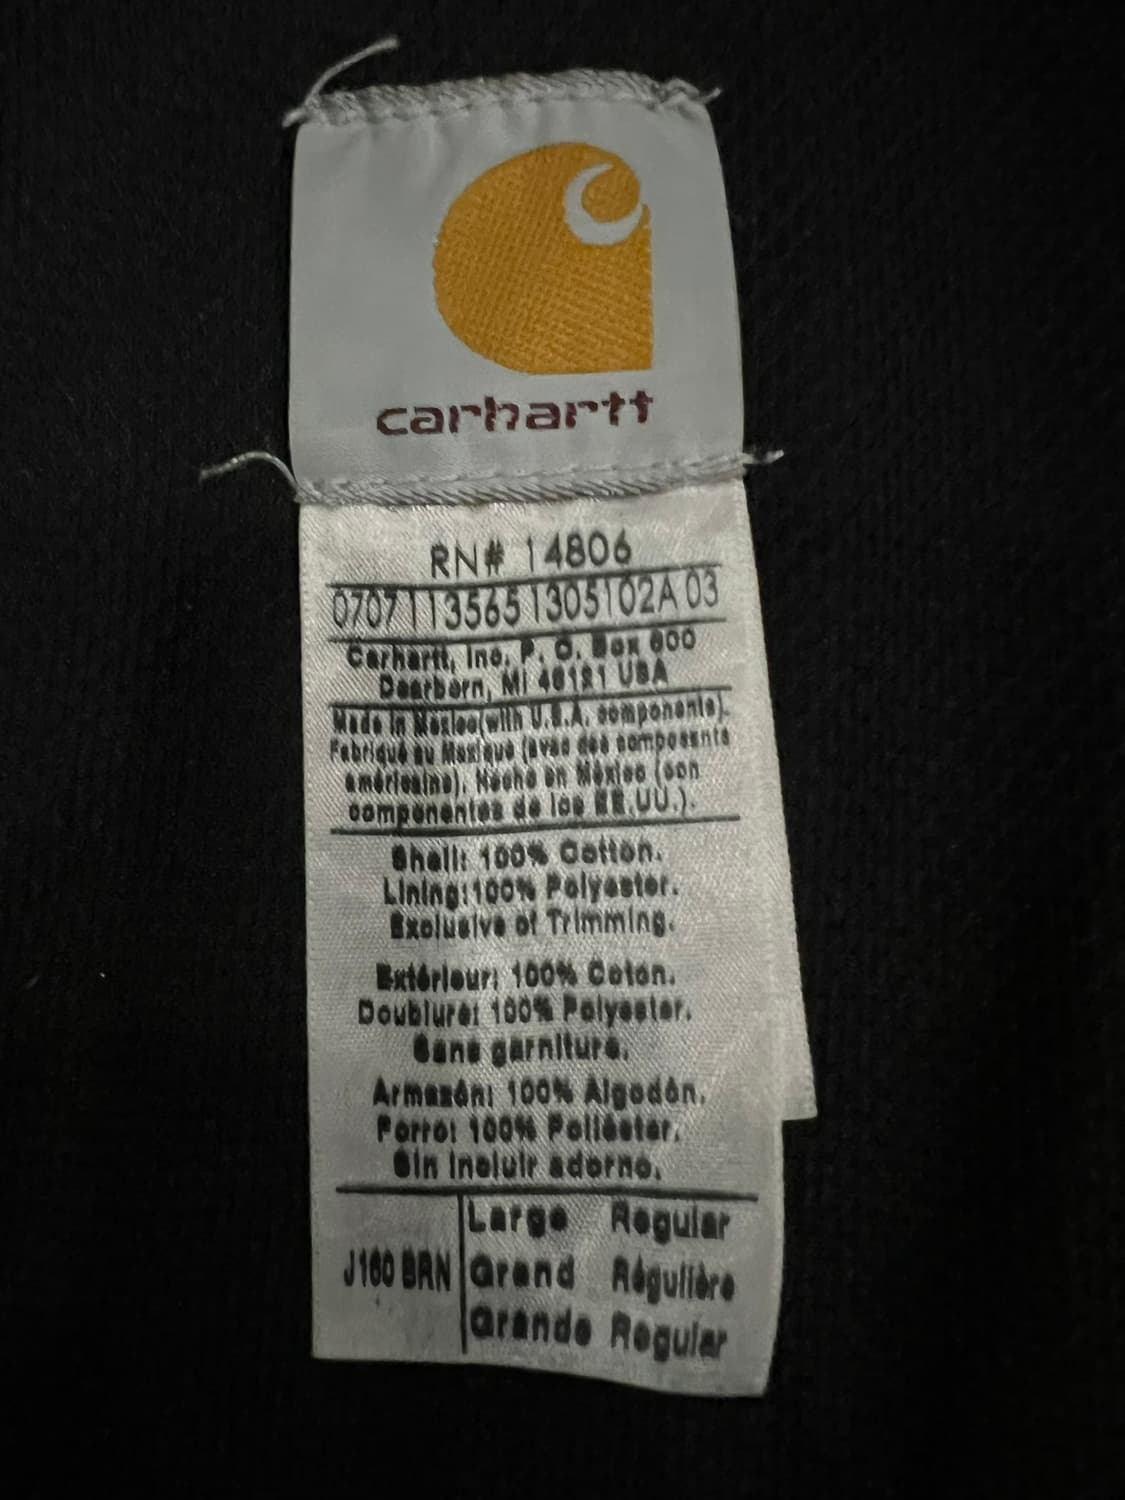 carhartt
RN# 14806
0707113565 1305102A 03
Carhartt, Inc. P. O. Box 600
Dearborn, MI 48121 USA
Made in Mexico(with U.S.A. components).
Fabriqué au Mexique (avec des composants
américains). Hecho en México (con
componentes de los EE.UU.).
Shell: 100% Cotton.
Lining:100% Polyester.
Exclusive of Trimming.
Extérieur: 100% Coton.
Doublure: 100% Polyester.
Sans garniture.
Armazón: 100% Algodón.
Forro: 100% Poliéster.
Sin incluir adorno.
J160 BRN
Large Regular
Grand Régulière
Grande Regular